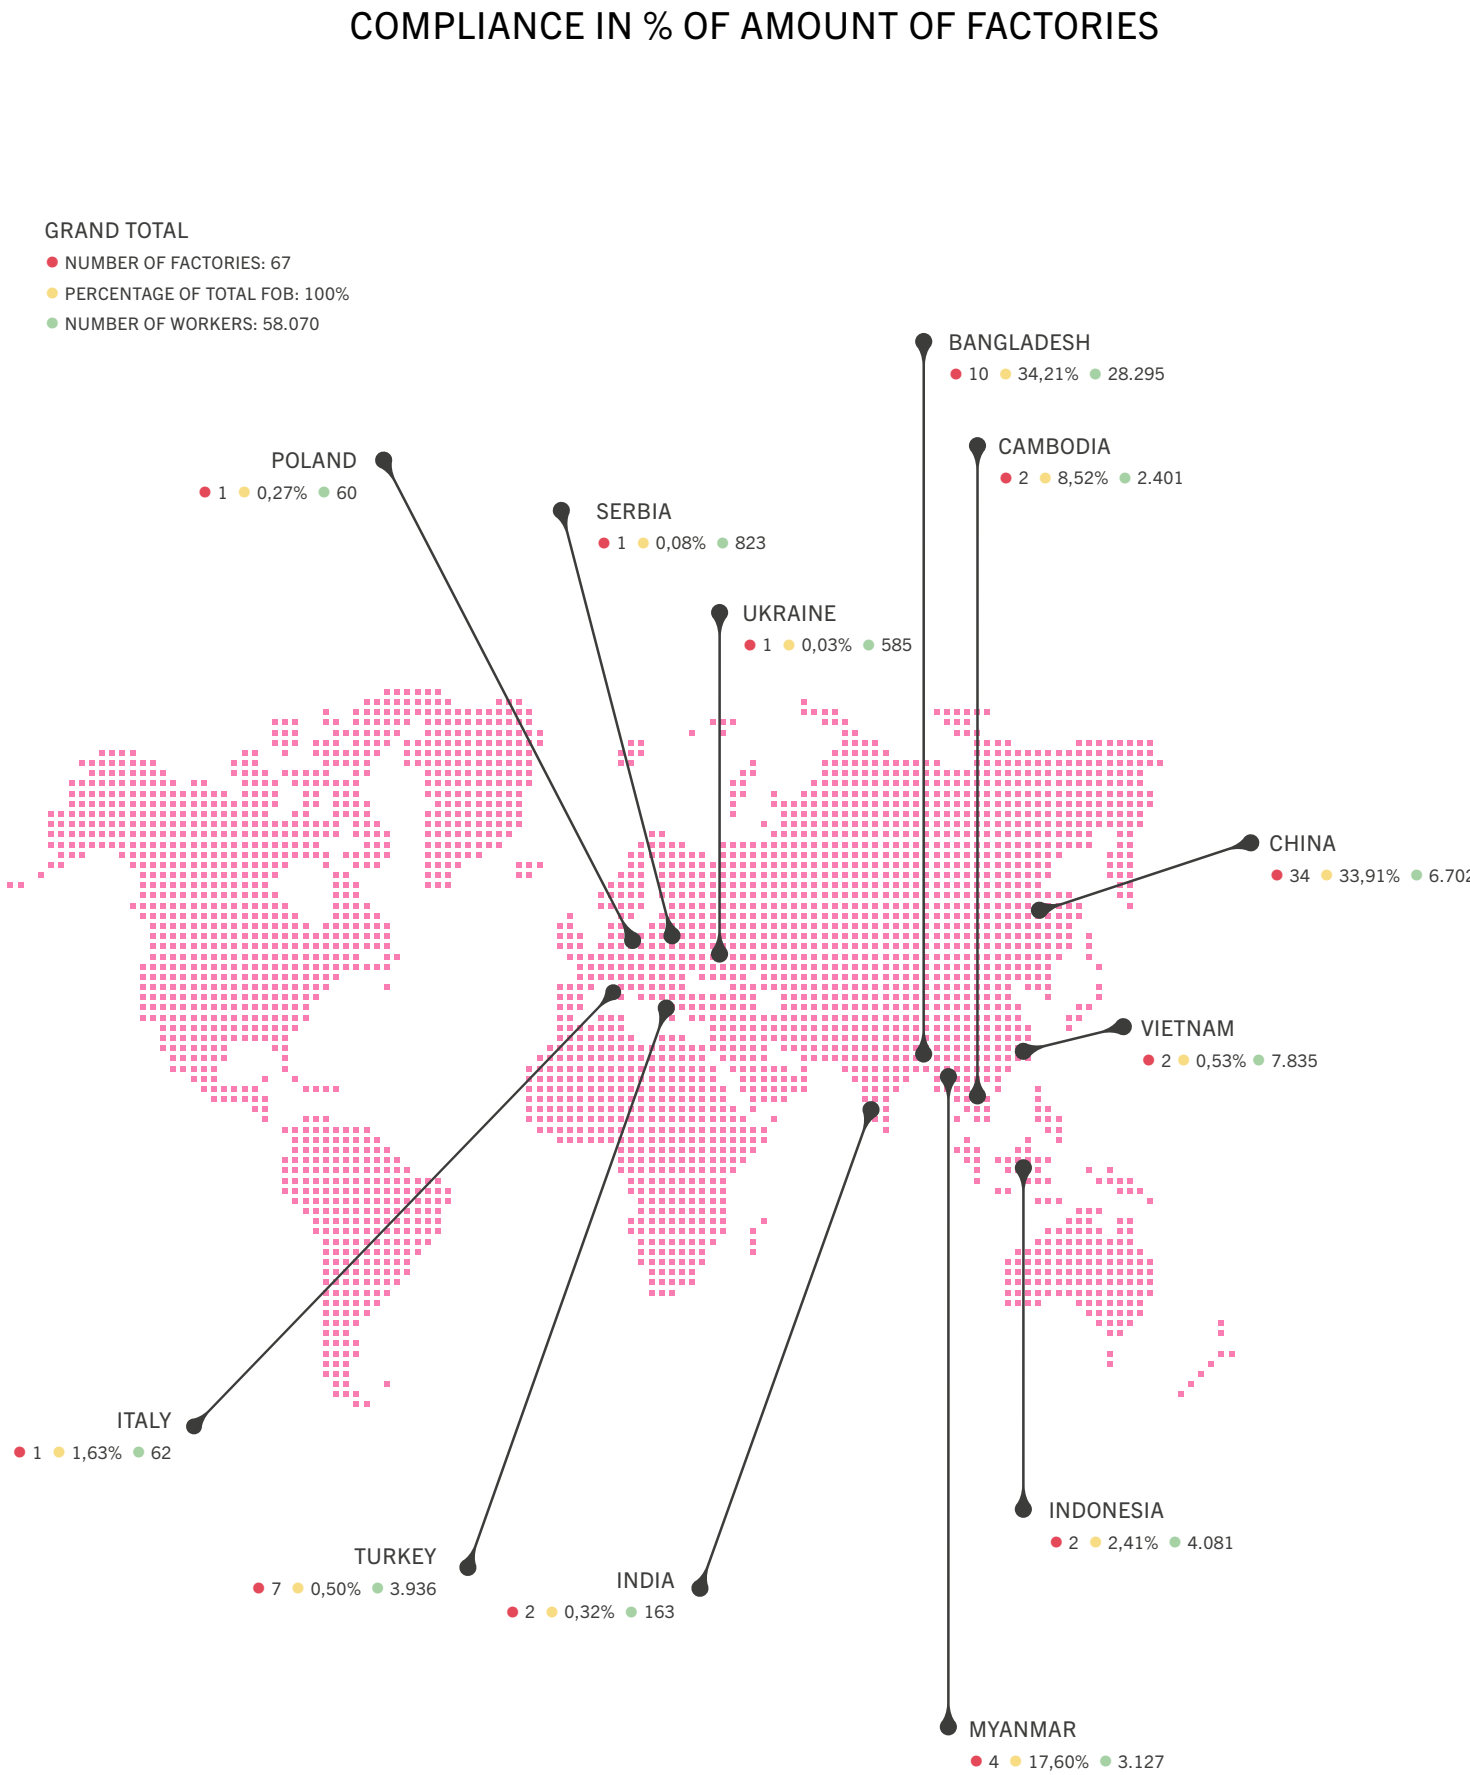 COMPLIANCE IN % OF AMOUNT OF FACTORIES
GRAND TOTAL
NUMBER OF FACTORIES: 67
PERCENTAGE OF TOTAL FOB: 100%
NUMBER OF WORKERS: 58.070
BANGLADESH
10 34,21% 28.295
CAMBODIA
2 8,52% 2.401
POLAND
1 0,27% 60
SERBIA
1 0,08% 823
UKRAINE
1 0,03% 585
CHINA
34 33,91% 6.702
VIETNAM
2 0,53% 7.835
ITALY
1 1,63% 62
INDONESIA
2 2,41% 4.081
TURKEY
7 0,50% 3.936
INDIA
2 0,32% 163
MYANMAR
4 17,60% 3.127